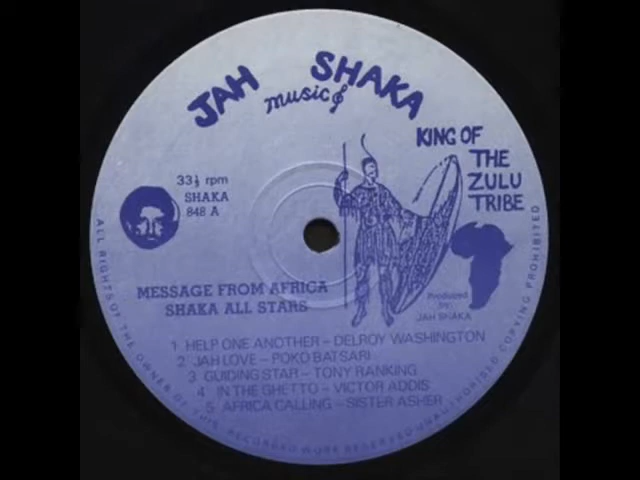 JAH SHAKA
music
KING OF
THE
ZULU
TRIBE
33⅓ rpm
SHAKA
848 A
MESSAGE FROM AFRICA
SHAKA ALL STARS
Produced
by:
JAH SHAKA
1 HELP ONE ANOTHER – DELROY WASHINGTON
2 JAH LOVE – POKO BATSARI
3 GUIDING STAR – TONY RANKING
4 IN THE GHETTO – VICTOR ADDIS
5 AFRICA CALLING – SISTER ASHER
ALL RIGHTS OF THE OWNER OF THIS RECORDED WORK RESERVED UNAUTHORISED COPYING PROHIBITED